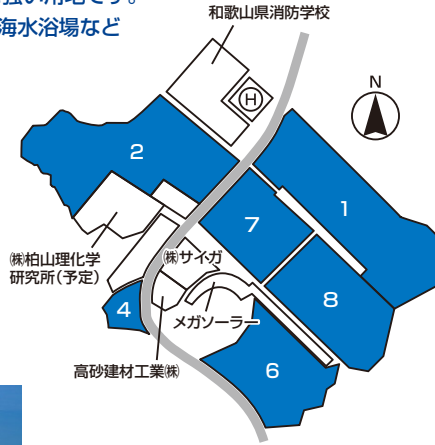 強い用地です。
海水浴場など
和歌山県消防学校
H
N
2
1
7
㈱柏山理化学
研究所(予定)
㈱サイガ
8
4
メガソーラー
高砂建材工業㈱
6